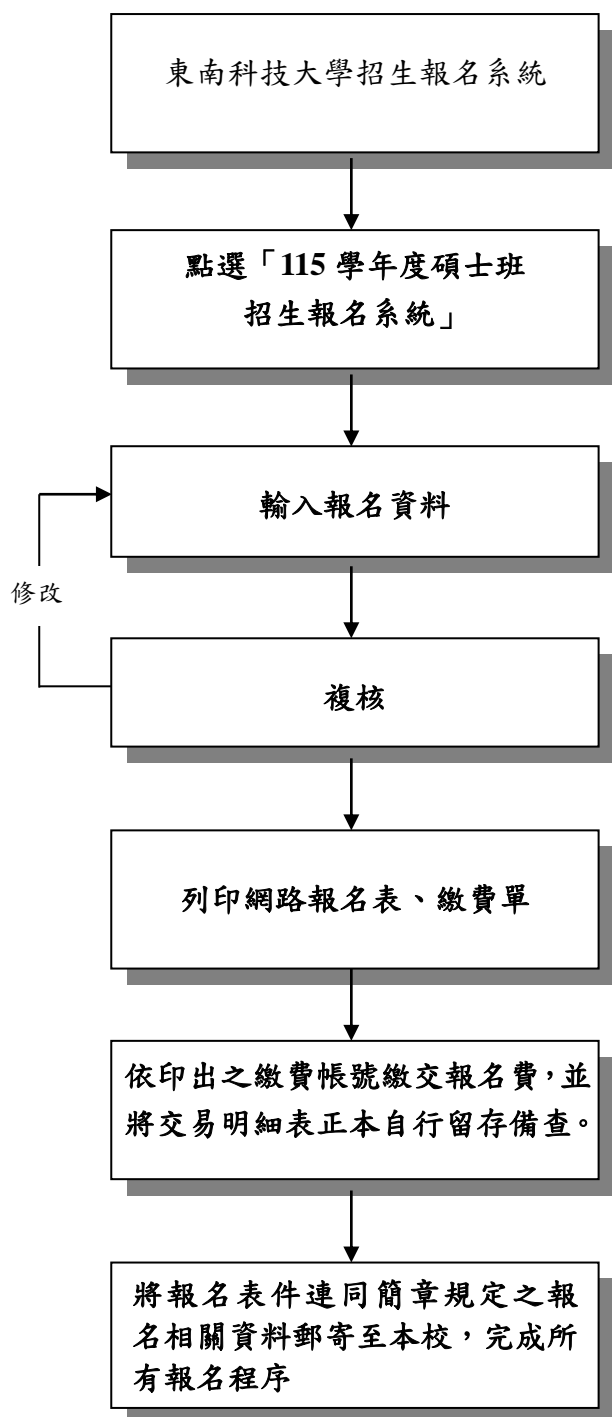 東南科技大學招生報名系統
點選「115 學年度碩士班
招生報名系統」
輸入報名資料
修改
複核
列印網路報名表、繳費單
依印出之繳費帳號繳交報名費，並
將交易明細表正本自行留存備查。
將報名表件連同簡章規定之報
名相關資料郵寄至本校，完成所
有報名程序